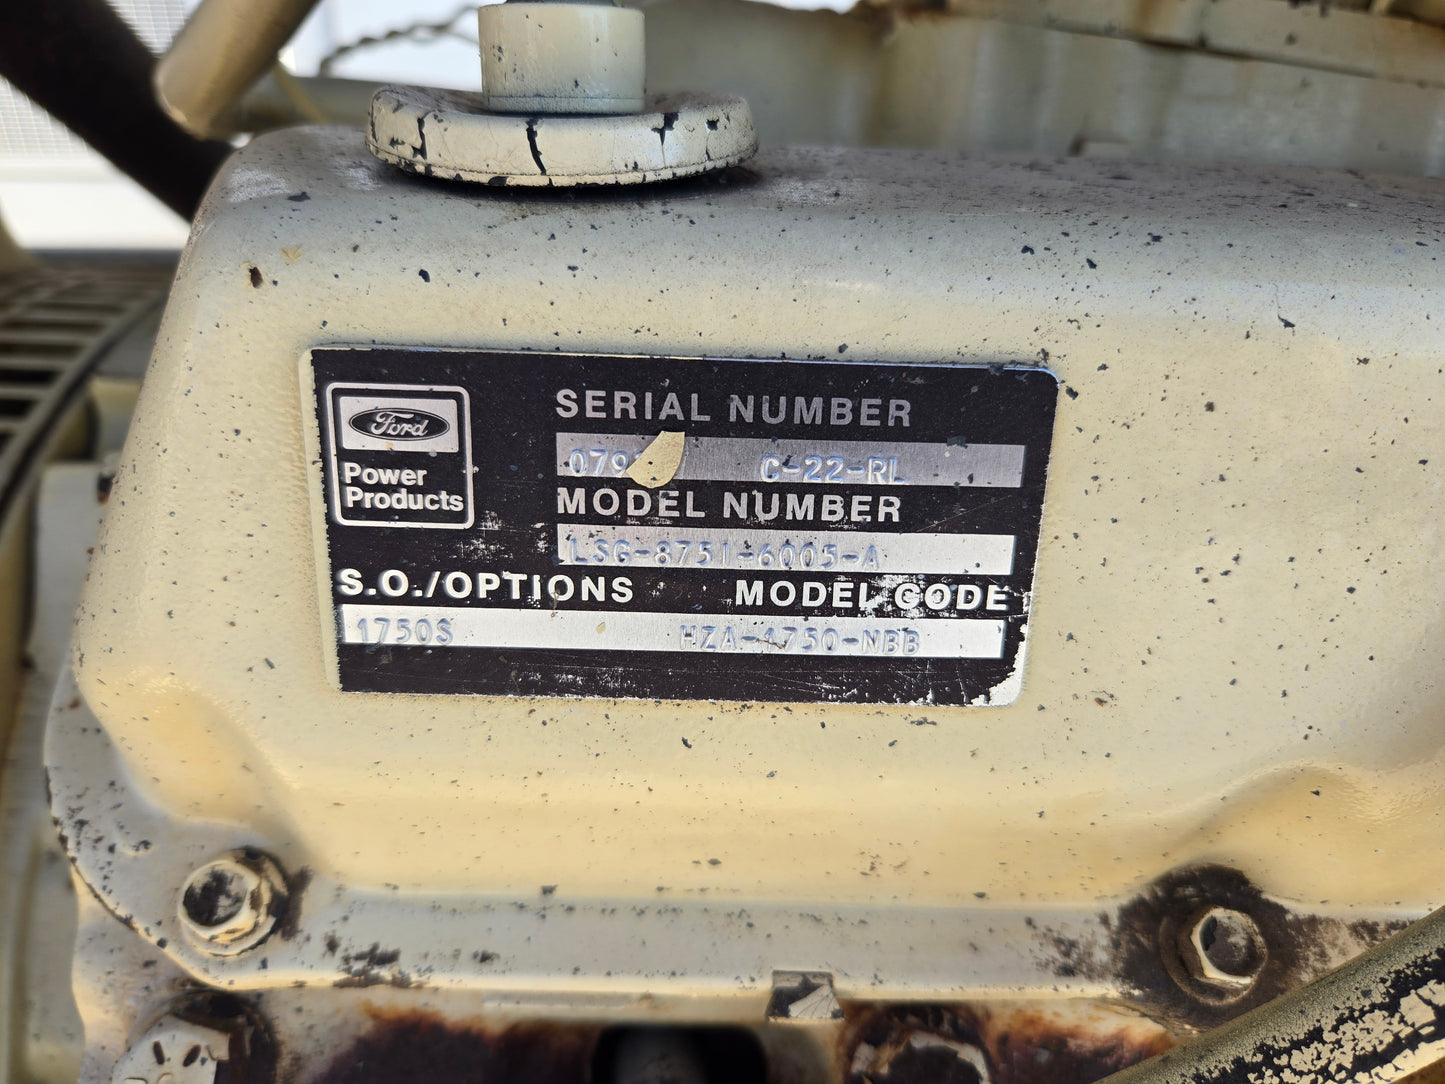 Ford
Power
Products
SERIAL NUMBER
C-22-RL
MODEL NUMBER
LSG-8751-6005-A
S.O./OPTIONS MODEL CODE
1750S HZA-1750-NBB